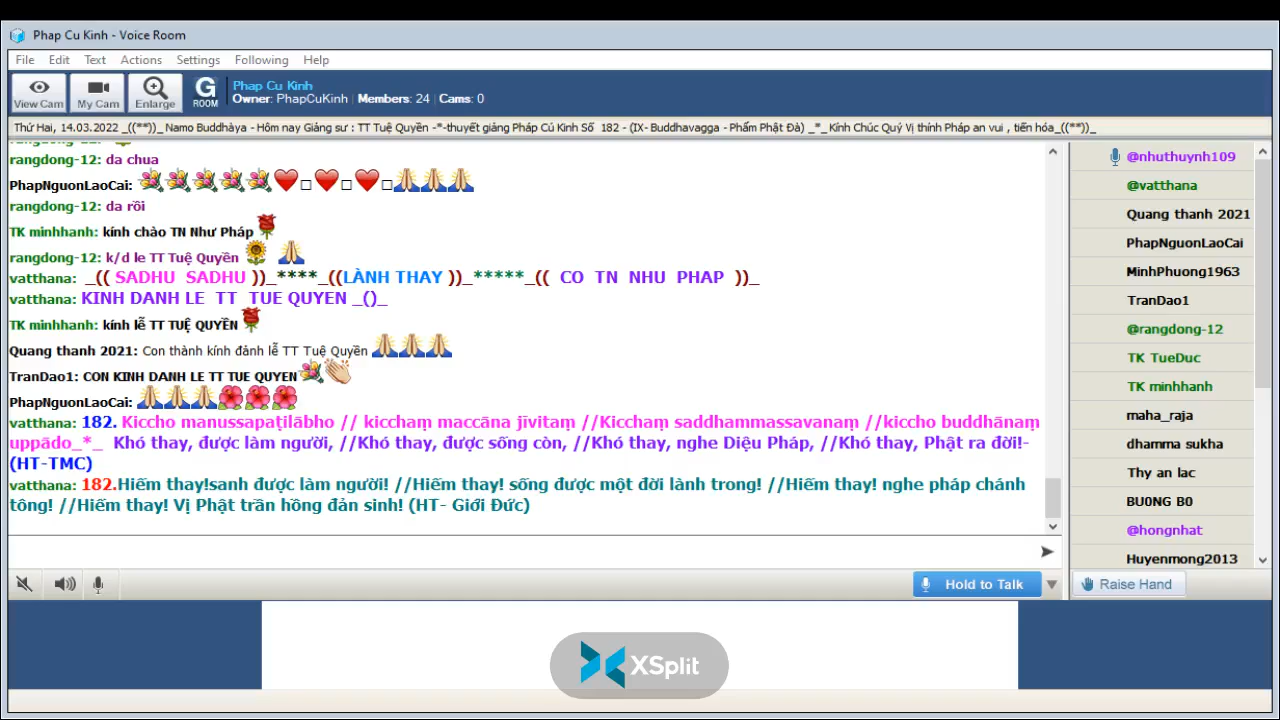 Phap Cu Kinh - Voice Room
File Edit Text Actions Settings Following Help
View Cam My Cam Enlarge G ROOM
Phap Cu Kinh
Owner: PhapCuKinh | Members: 24 | Cams: 0
Thứ Hai, 14.03.2022 _((**))_ Namo Buddhàya - Hôm nay Giảng sư : TT Tuệ Quyền -*-thuyết giảng Pháp Cú Kinh Số 182 - (IX- Buddhavagga - Phẩm Phật Đà) _*_ Kính Chúc Quý Vị thính Pháp an vui , tiến hóa_((**))_
rangdong-12:
rangdong-12: da chua
PhapNguonLaoCai:
rangdong-12: da rồi
TK minhhanh: kính chào TN Như Pháp
rangdong-12: k/d le TT Tuệ Quyền
vatthana: _(( SADHU SADHU ))_****_((LÀNH THAY ))_*****_(( CO TN NHU PHAP ))_
vatthana: KINH DANH LE TT TUE QUYEN _()_
TK minhhanh: kính lễ TT TUỆ QUYỀN
Quang thanh 2021: Con thành kính đảnh lễ TT Tuệ Quyền
TranDao1: CON KINH DANH LE TT TUE QUYEN
PhapNguonLaoCai:
vatthana: 182. Kiccho manussapaṭilābho // kicchaṃ maccāna jīvitaṃ //Kicchaṃ saddhammassavanaṃ //kiccho buddhānaṃ
uppādo_*_ Khó thay, được làm người, //Khó thay, được sống còn, //Khó thay, nghe Diệu Pháp, //Khó thay, Phật ra đời!-
(HT-TMC)
vatthana: 182.Hiếm thay!sanh được làm người! //Hiếm thay! sống được một đời lành trong! //Hiếm thay! nghe pháp chánh
tông! //Hiếm thay! Vị Phật trần hồng đản sinh! (HT- Giới Đức)
Hold to Talk
@nhuthuynh109
@vatthana
Quang thanh 2021
PhapNguonLaoCai
MinhPhuong1963
TranDao1
@rangdong-12
TK TueDuc
TK minhhanh
maha_raja
dhamma sukha
Thy an lac
BU0NG B0
@hongnhat
Huyenmong2013
Raise Hand
XSplit